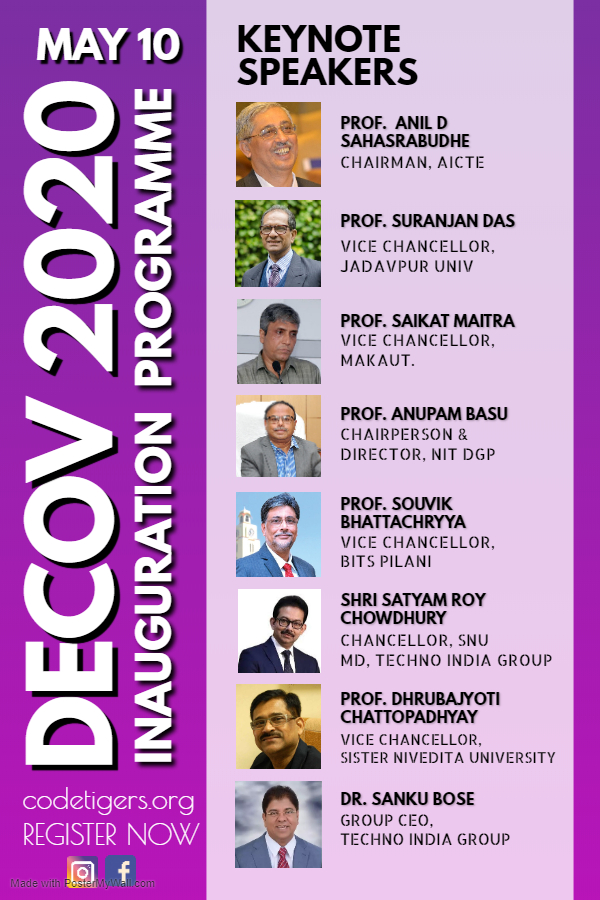 MAY 10
DECOV 2020
INAUGURATION PROGRAMME
codetigers.org
REGISTER NOW
Made with PosterMyWall.com
KEYNOTE
SPEAKERS
PROF. ANIL D
SAHASRABUDHE
CHAIRMAN, AICTE
PROF. SURANJAN DAS
VICE CHANCELLOR,
JADAVPUR UNIV
PROF. SAIKAT MAITRA
VICE CHANCELLOR,
MAKAUT.
PROF. ANUPAM BASU
CHAIRPERSON &
DIRECTOR, NIT DGP
PROF. SOUVIK
BHATTACHRYYA
VICE CHANCELLOR,
BITS PILANI
SHRI SATYAM ROY
CHOWDHURY
CHANCELLOR, SNU
MD, TECHNO INDIA GROUP
PROF. DHRUBAJYOTI
CHATTOPADHYAY
VICE CHANCELLOR,
SISTER NIVEDITA UNIVERSITY
DR. SANKU BOSE
GROUP CEO,
TECHNO INDIA GROUP